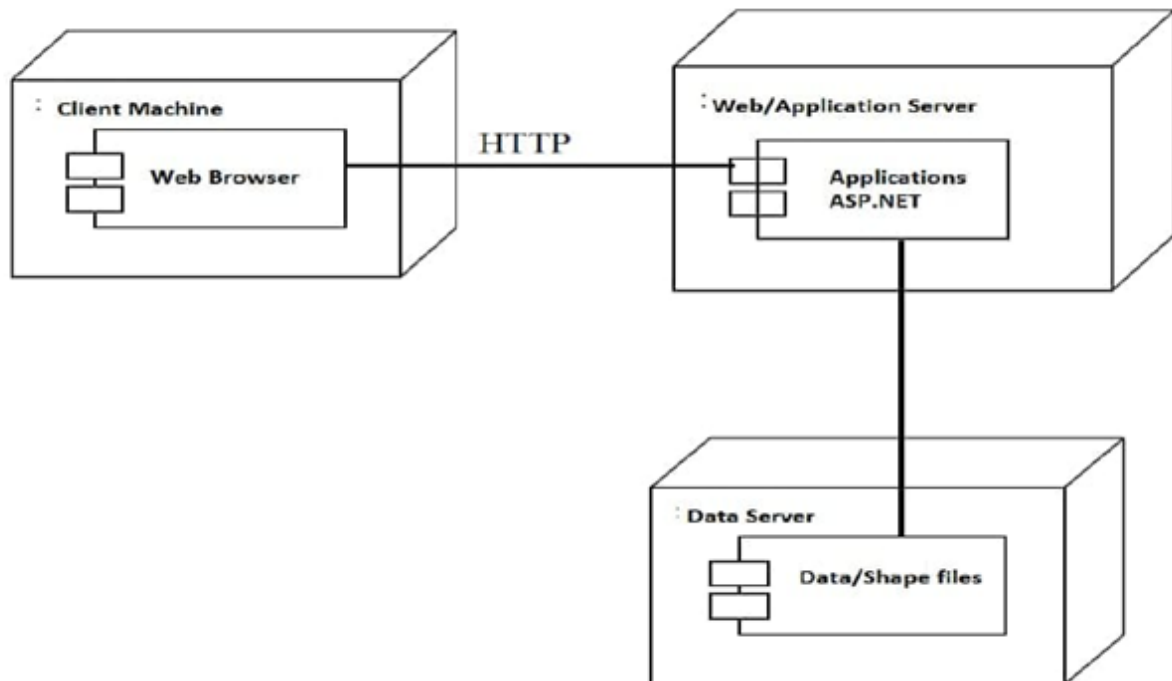 : Client Machine
Web Browser
HTTP
: Web/Application Server
Applications
ASP.NET
: Data Server
Data/Shape files